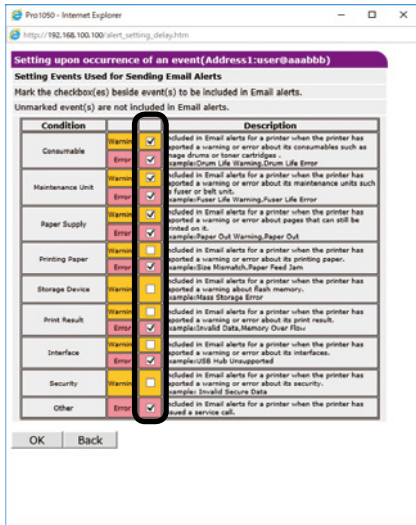 Pro1050 - Internet Explorer
http://192.168.100.100/alert_setting_delay.htm
Setting upon occurrence of an event(Address1:user@aaabbb)
Setting Events Used for Sending Email Alerts
Mark the checkbox(es) beside event(s) to be included in Email alerts.
Unmarked event(s) are not included in Email alerts.
Condition Description
Consumable
Warnin
Error
ncluded in Email alerts for a printer when the printer has
eported a warning or error about its consumables such as
mage drums or toner cartridges .
xample:Drum Life Warning,Drum Life Error
Maintenance Unit
Warnin
Error
ncluded in Email alerts for a printer when the printer has
eported a warning or error about its maintenance units such
s fuser or belt unit.
xample:Fuser Life Warning,Fuser Life Error
Paper Supply
Warnin
Error
ncluded in Email alerts for a printer when the printer has
eported a warning or error about pages that can still be
rinted on it.
xample:Paper Out Warning,Paper Out
Printing Paper
Warnin
Error
ncluded in Email alerts for a printer when the printer has
eported a warning or error about its printing paper.
xample:Size Mismatch,Paper Feed Jam
Storage Device
Warnin
ncluded in Email alerts for a printer when the printer has
eported a warning about flash memory.
xample:Mass Storage Error
Print Result
Warnin
Error
ncluded in Email alerts for a printer when the printer has
eported a warning or error about its print result.
xample:Invalid Data,Memory Over Flow
Interface
Warnin
Error
ncluded in Email alerts for a printer when the printer has
eported a warning or error about its interfaces.
xample:USB Hub Unsupported
Security
Warnin
ncluded in Email alerts for a printer when the printer has
eported a warning or error about its security.
xample: Invalid Secure Data
Other
Error
ncluded in Email alerts for a printer when the printer has
ssued a service call.
OK Back